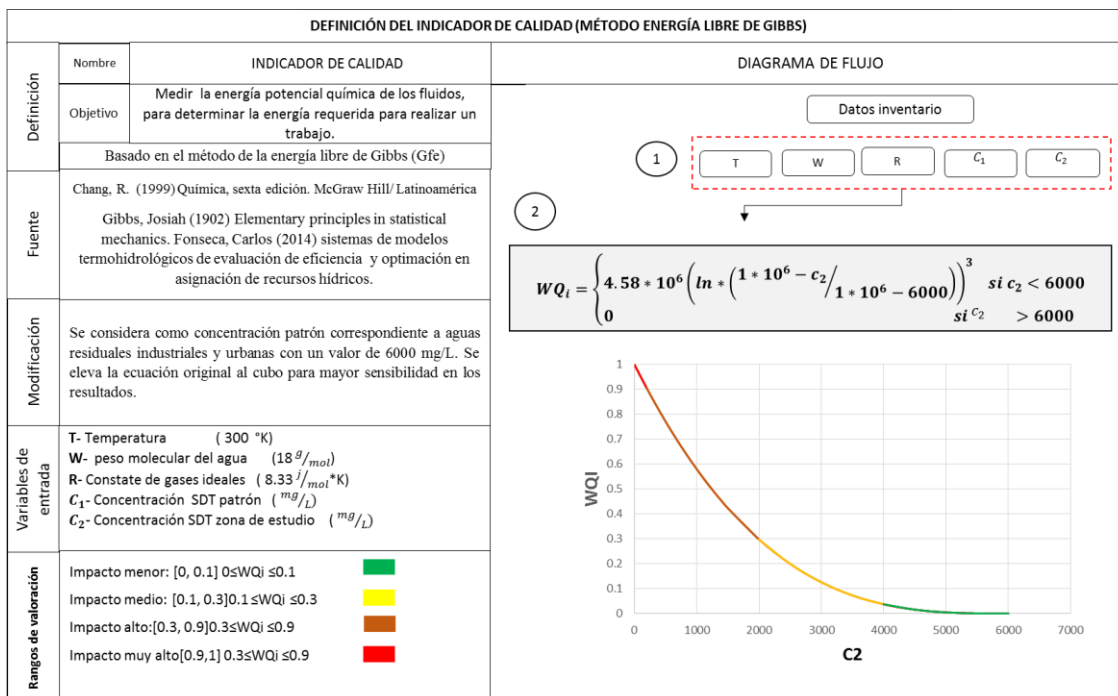 DEFINICIÓN DEL INDICADOR DE CALIDAD (MÉTODO ENERGÍA LIBRE DE GIBBS)
Definición
Nombre
INDICADOR DE CALIDAD
Objetivo
Medir la energía potencial química de los fluidos,
para determinar la energía requerida para realizar un
trabajo.
Basado en el método de la energía libre de Gibbs (Gfe)
Fuente
Chang, R. (1999) Química, sexta edición. McGraw Hill/ Latinoamérica
Gibbs, Josiah (1902) Elementary principles in statistical
mechanics. Fonseca, Carlos (2014) sistemas de modelos
termohidrológicos de evaluación de eficiencia y optimación en
asignación de recursos hídricos.
Modificación
Se considera como concentración patrón correspondiente a aguas
residuales industriales y urbanas con un valor de 6000 mg/L. Se
eleva la ecuación original al cubo para mayor sensibilidad en los
resultados.
Variables de
entrada
T- Temperatura ( 300 °K)
W- peso molecular del agua (18 g/mol)
R- Constate de gases ideales ( 8.33 j/mol*K)
C1- Concentración SDT patrón ( mg/L)
C2- Concentración SDT zona de estudio ( mg/L)
Rangos de valoración
Impacto menor: [0, 0.1] 0≤WQi ≤0.1
Impacto medio: [0.1, 0.3]0.1 ≤WQi ≤0.3
Impacto alto:[0.3, 0.9]0.3≤WQi ≤0.9
Impacto muy alto[0.9,1] 0.3≤WQi ≤0.9
DIAGRAMA DE FLUJO
Datos inventario
1
T W R C1 C2
2
WQi = { 4.58 * 10^6 (ln * (1 * 10^6 − c2 / 1 * 10^6 − 6000))^3 si c2 < 6000
0 si c2 > 6000
1
0.9
0.8
0.7
0.6
0.5
0.4
0.3
0.2
0.1
0
WQI
0 1000 2000 3000 4000 5000 6000 7000
C2